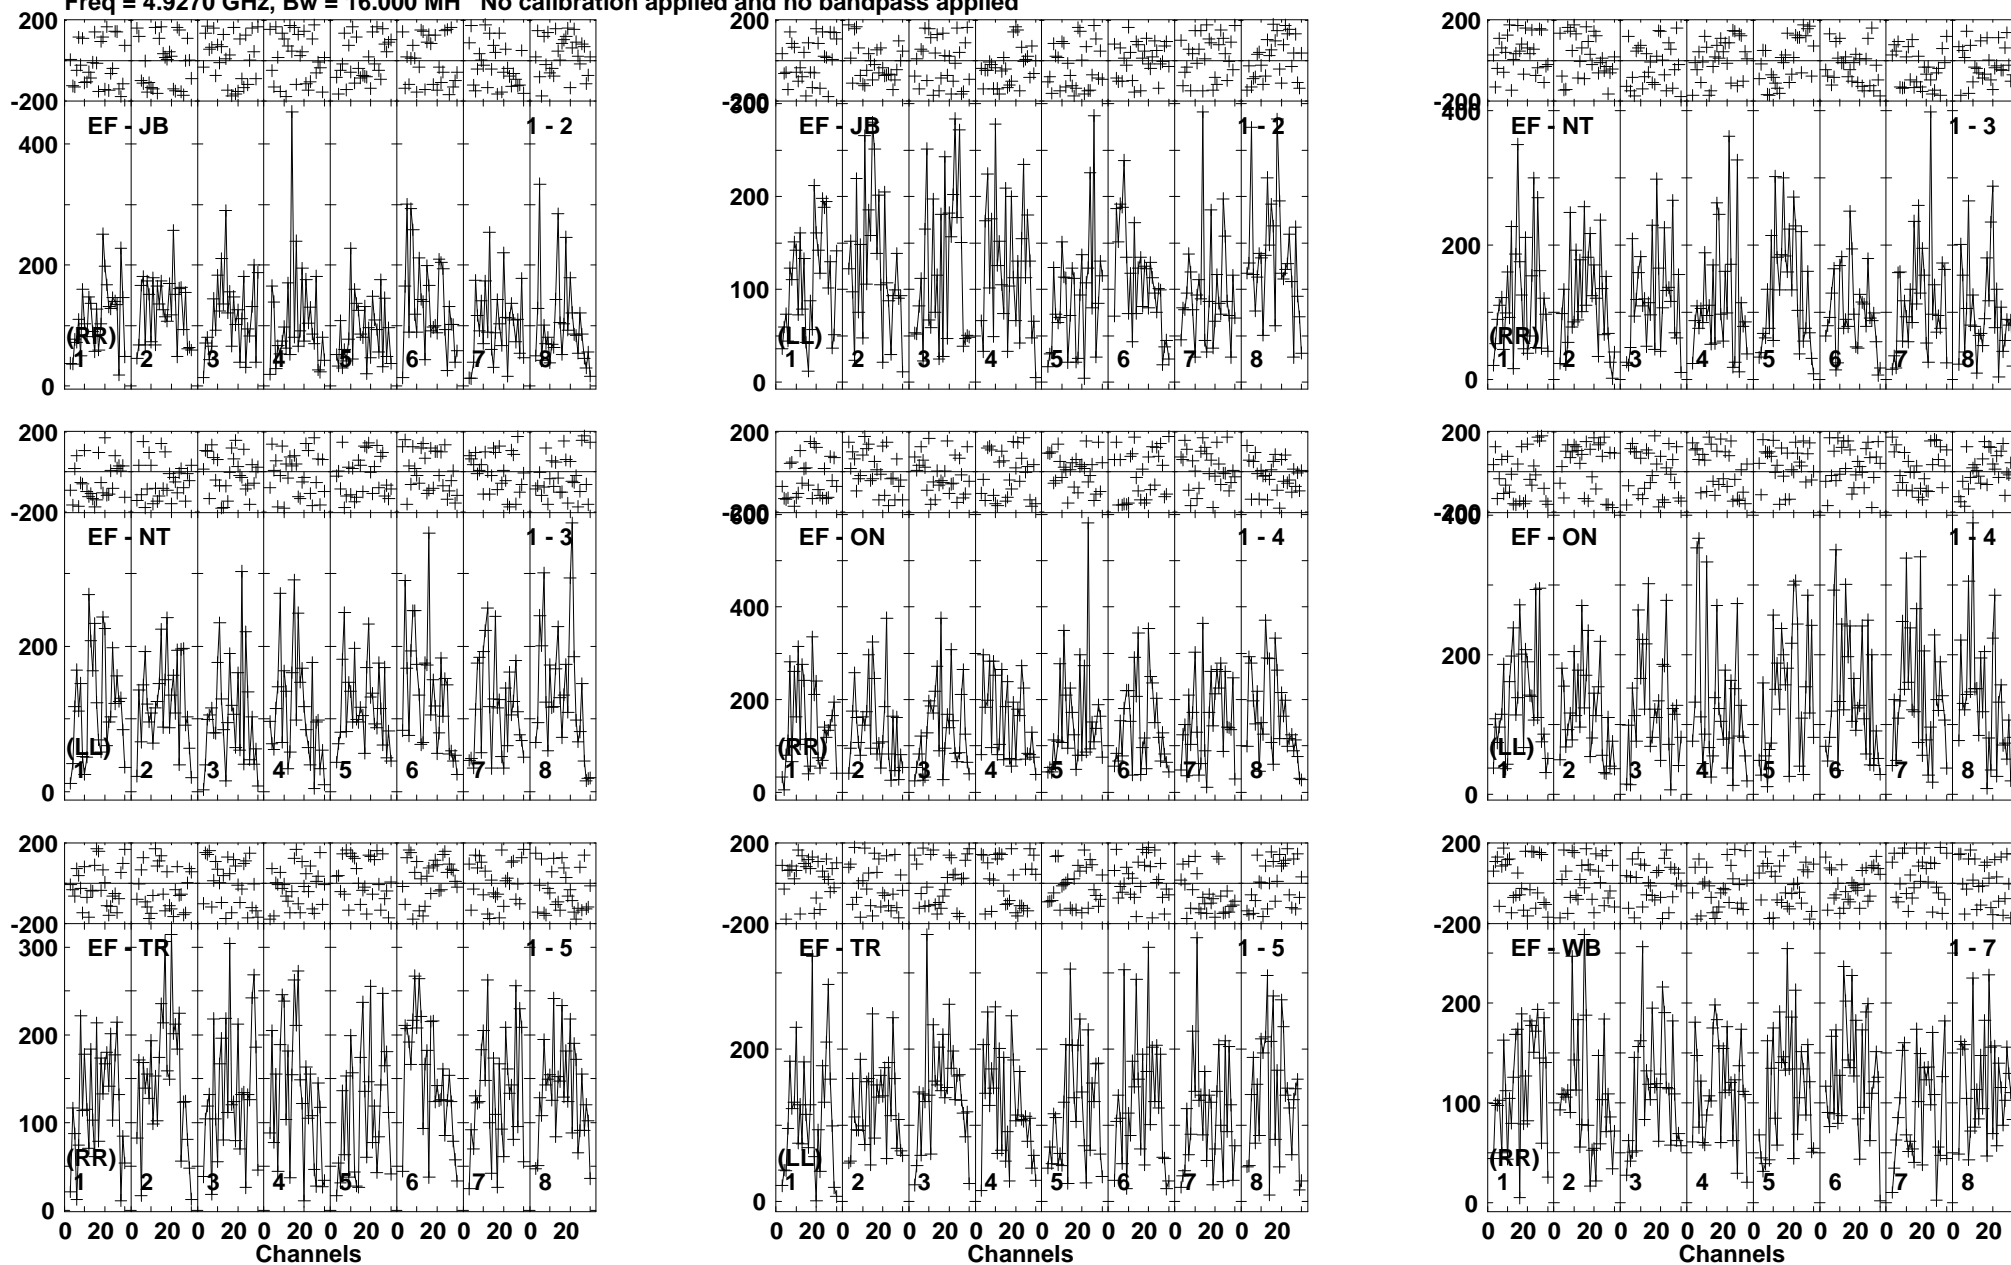 Freq = 4.9270 GHz, Bw = 16.000 MH No calibration applied and no bandpass applied
200 200 200
-200 -200 -200
300 400
EF - JB 1 - 2 EF - JB 1 - 2 EF - NT 1 - 3
400 200 200
200 100
(RR) (LL) (RR)
1 2 3 4 5 6 7 8 1 2 3 4 5 6 7 8 1 2 3 4 5 6 7 8
0 0 0
200 200 200
-200 -200 -200
600 400
EF - NT 1 - 3 EF - ON 1 - 4 EF - ON 1 - 4
400
200 200 200
(LL) (RR) (LL)
1 2 3 4 5 6 7 8 1 2 3 4 5 6 7 8 1 2 3 4 5 6 7 8
0 0 0
200 200 200
-200 -200 -200
300 EF - TR 1 - 5 EF - TR 1 - 5 EF - WB 1 - 7
200 200 200
100 100
(RR) (LL) (RR)
1 2 3 4 5 6 7 8 1 2 3 4 5 6 7 8 1 2 3 4 5 6 7 8
0 0 0
0 20 0 20 0 20 0 20 0 20 0 20 0 20 0 20 0 20 0 20 0 20 0 20 0 20 0 20 0 20 0 20 0 20 0 20 0 20 0 20 0 20 0 20 0 20 0 20
Channels Channels Channels